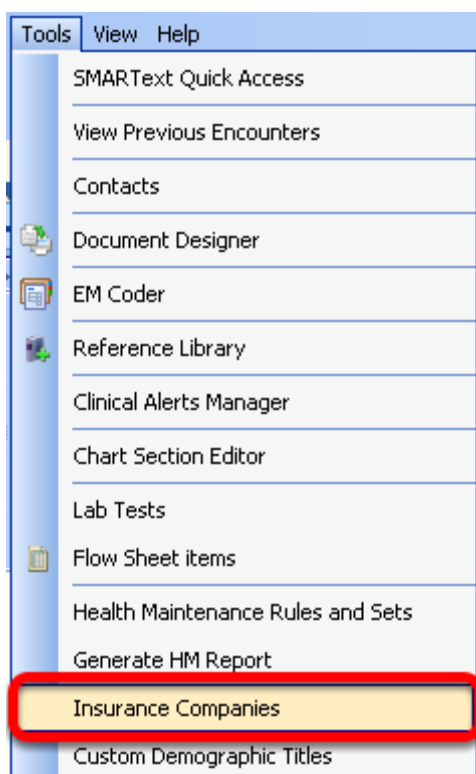 Tools View Help
SMARText Quick Access
View Previous Encounters
Contacts
Document Designer
EM Coder
Reference Library
Clinical Alerts Manager
Chart Section Editor
Lab Tests
Flow Sheet items
Health Maintenance Rules and Sets
Generate HM Report
Insurance Companies
Custom Demographic Titles